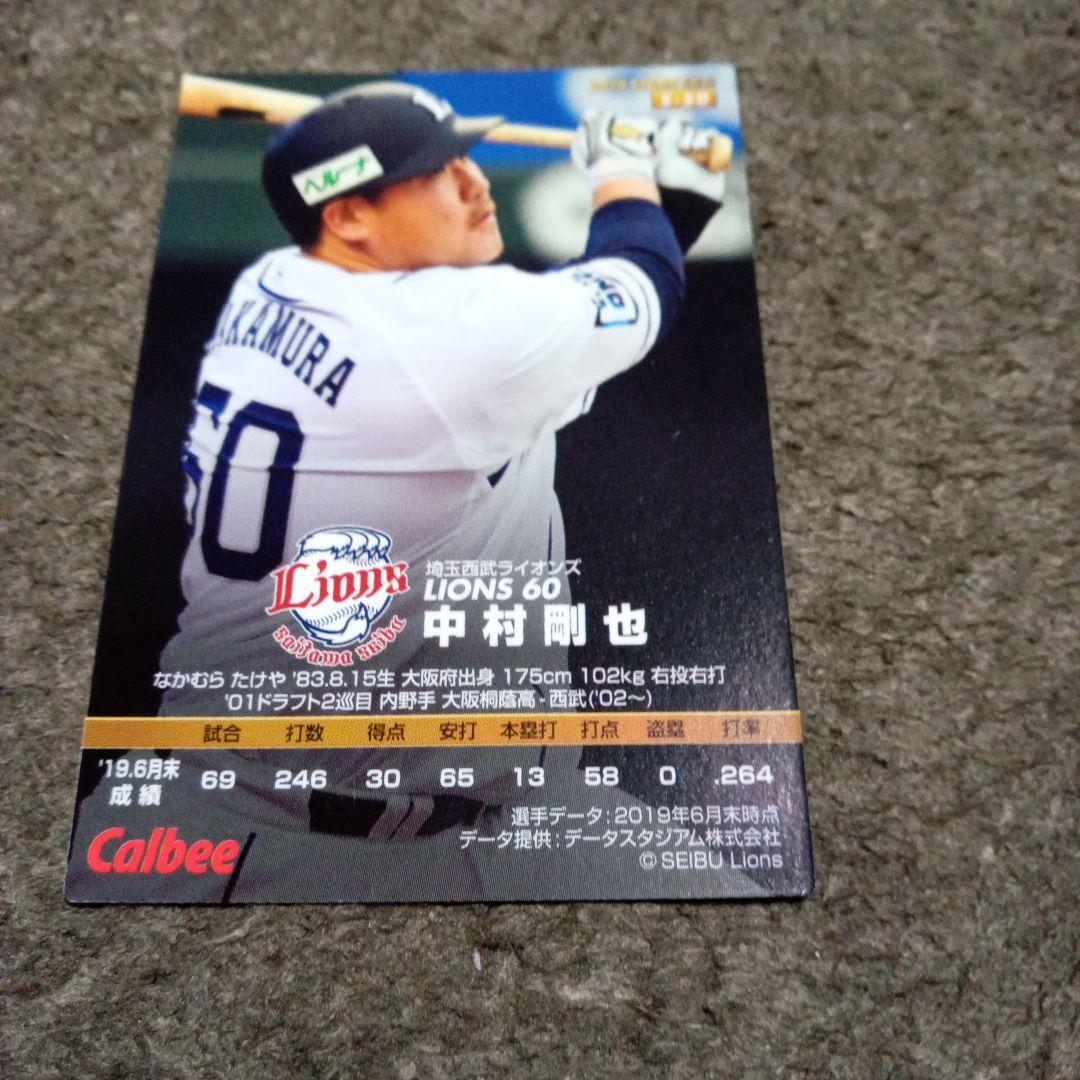 ベルーナ
AKAMURA
60
Lions
Saitama Seibu
埼玉西武ライオンズ
LIONS 60
中村剛也
なかむら たけや '83.8.15生 大阪府出身 175cm 102kg 右投右打
'01ドラフト2巡目 内野手 大阪桐蔭高-西武('02〜)
試合 打数 得点 安打 本塁打 打点 盗塁 打率
'19.6月末成績 69 246 30 65 13 58 0 .264
選手データ:2019年6月末時点
データ提供:データスタジアム株式会社
© SEIBU Lions
Calbee